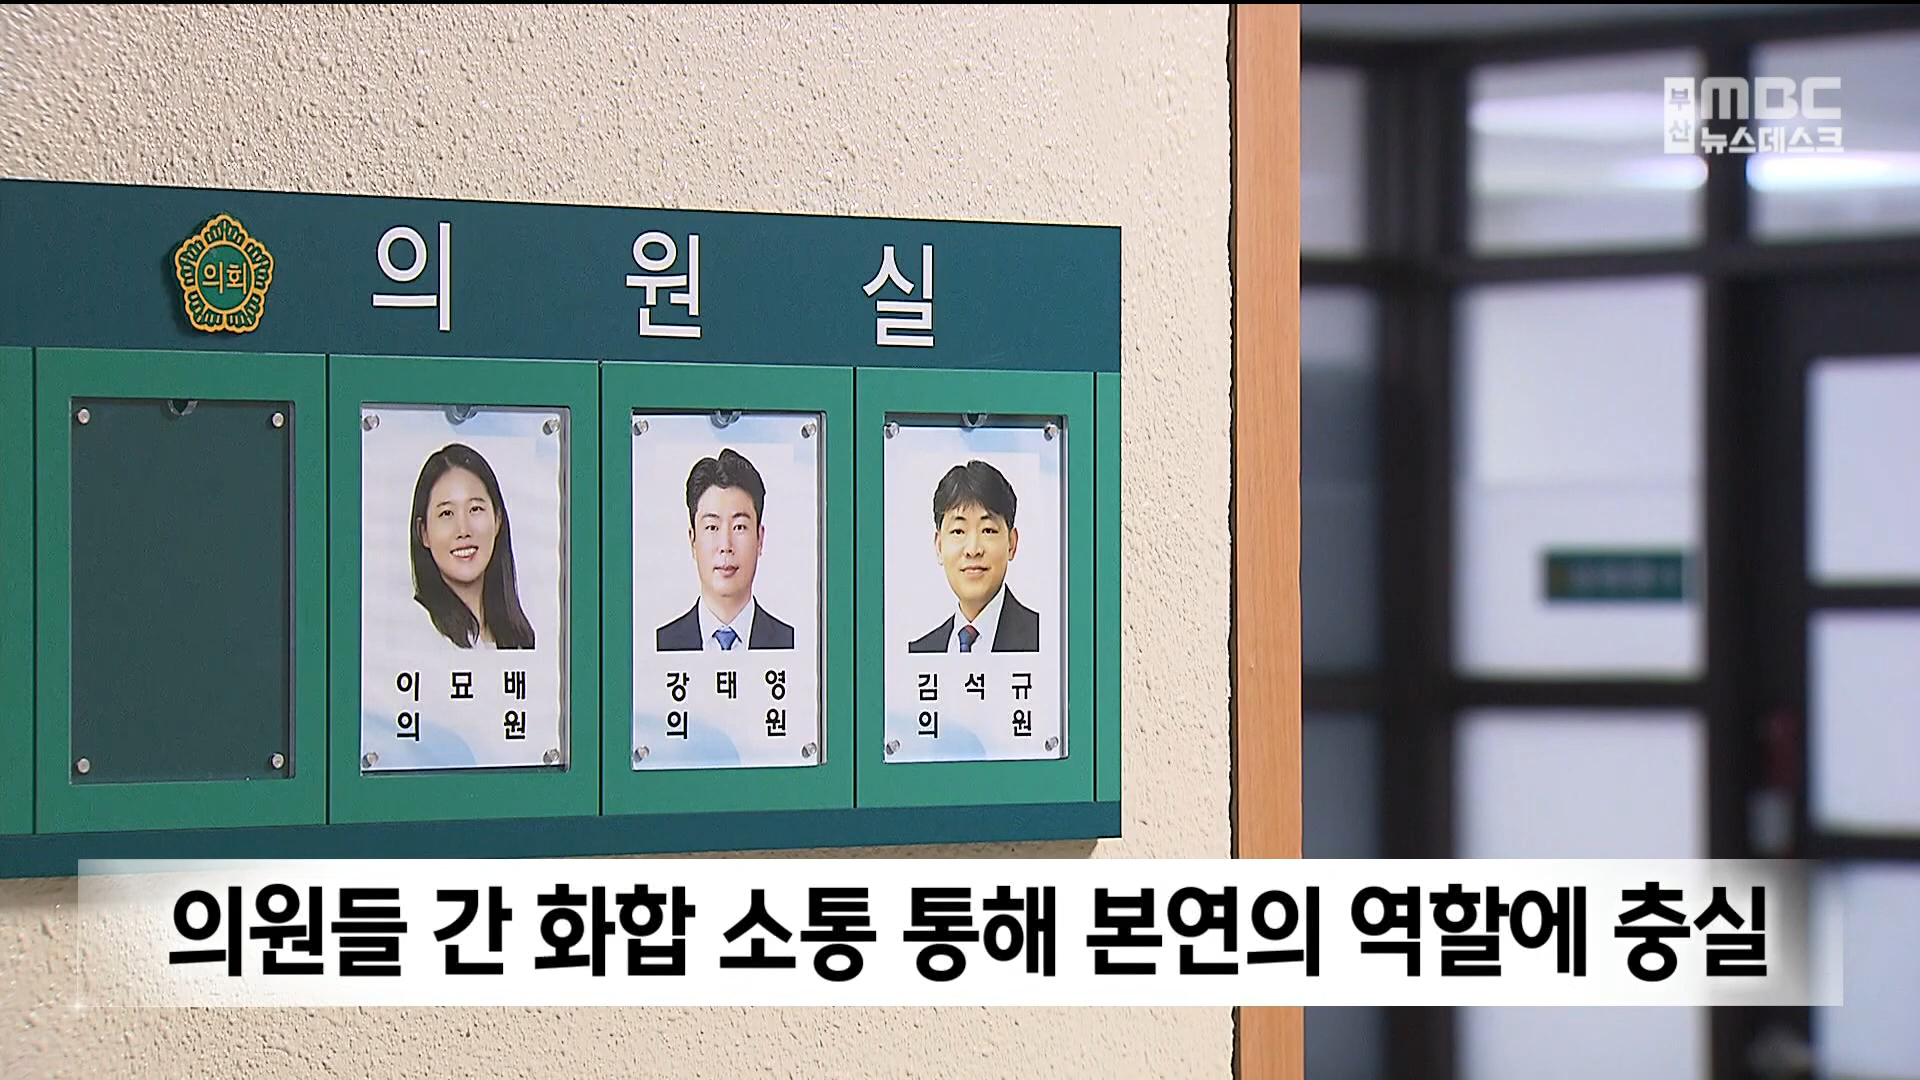 부산
MBC
뉴스데스크
의회
의 원 실
이 묘 배
의 원
강 태 영
의 원
김 석 규
의 원
의원들 간 화합 소통 통해 본연의 역할에 충실